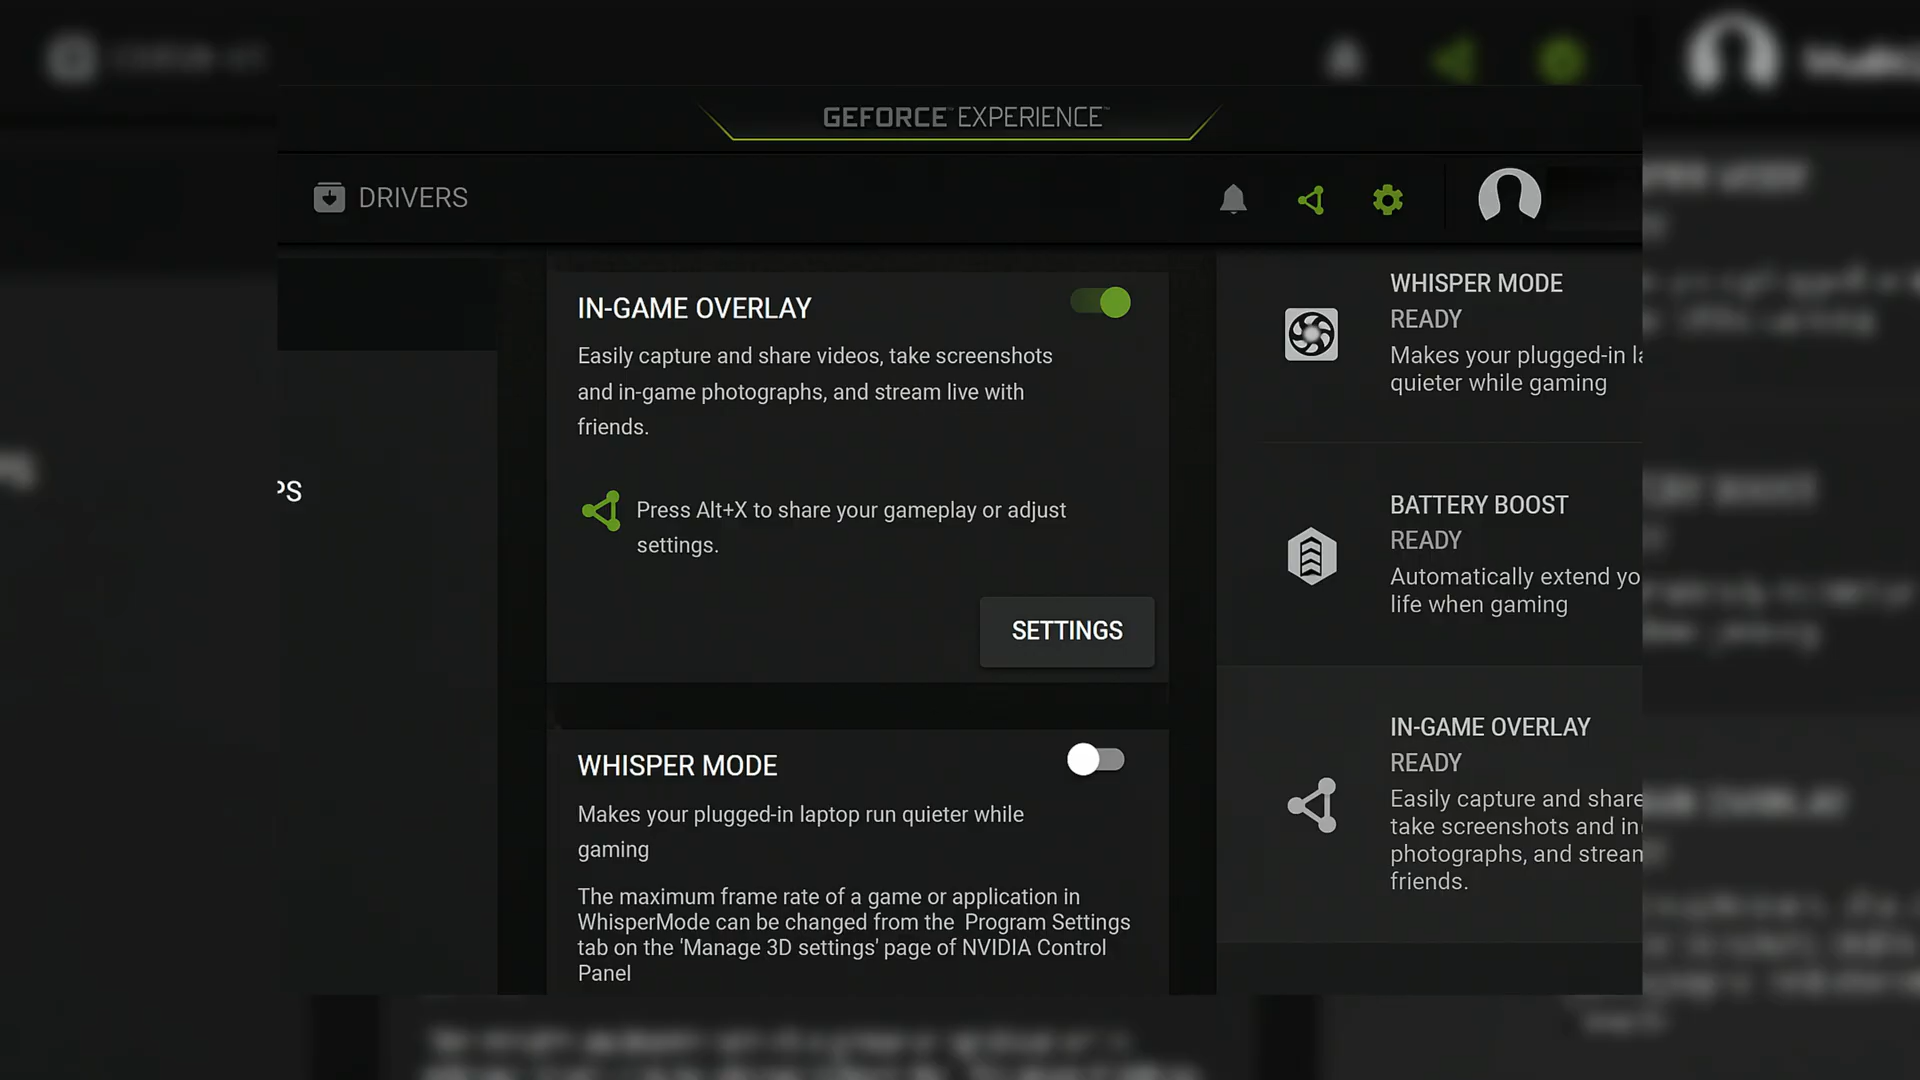 GEFORCE™ EXPERIENCE™
DRIVERS
PS
IN-GAME OVERLAY
Easily capture and share videos, take screenshots
and in-game photographs, and stream live with
friends.
Press Alt+X to share your gameplay or adjust
settings.
SETTINGS
WHISPER MODE
Makes your plugged-in laptop run quieter while
gaming
The maximum frame rate of a game or application in
WhisperMode can be changed from the Program Settings
tab on the 'Manage 3D settings' page of NVIDIA Control
Panel
WHISPER MODE
READY
Makes your plugged-in la
quieter while gaming
BATTERY BOOST
READY
Automatically extend yo
life when gaming
IN-GAME OVERLAY
READY
Easily capture and share
take screenshots and in
photographs, and stream
friends.